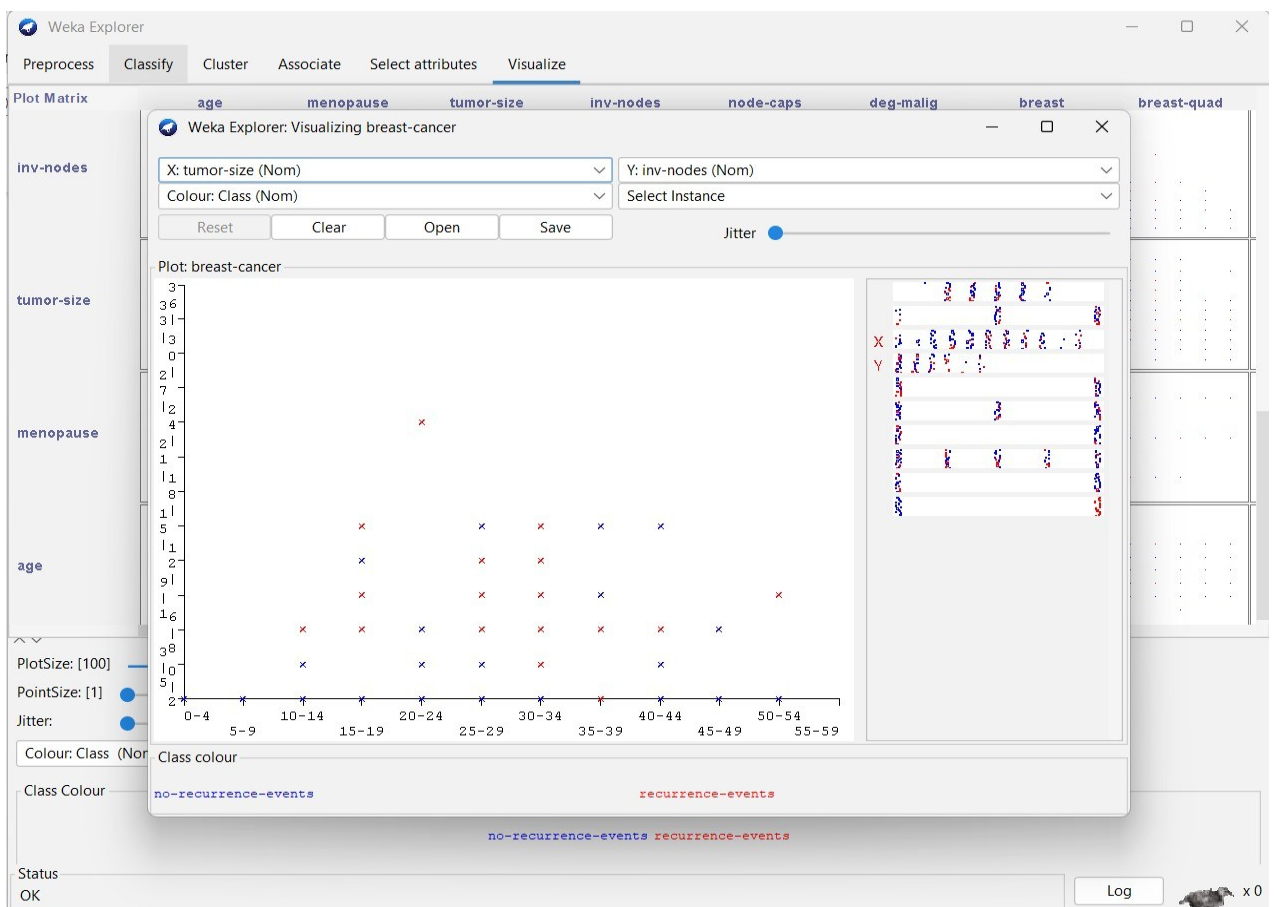 Weka Explorer
Preprocess Classify Cluster Associate Select attributes Visualize
Plot Matrix age menopause tumor-size inv-nodes node-caps deg-malig breast breast-quad
Weka Explorer: Visualizing breast-cancer
inv-nodes
X: tumor-size (Nom) Y: inv-nodes (Nom)
Colour: Class (Nom) Select Instance
Reset Clear Open Save Jitter
Plot: breast-cancer
tumor-size
X
Y
menopause
age
0-4 10-14 20-24 30-34 40-44 50-54
5-9 15-19 25-29 35-39 45-49 55-59
PlotSize: [100]
PointSize: [1]
Jitter:
Colour: Class (Nor
Class colour
no-recurrence-events recurrence-events
Class Colour
no-recurrence-events recurrence-events
Status
OK
Log x 0